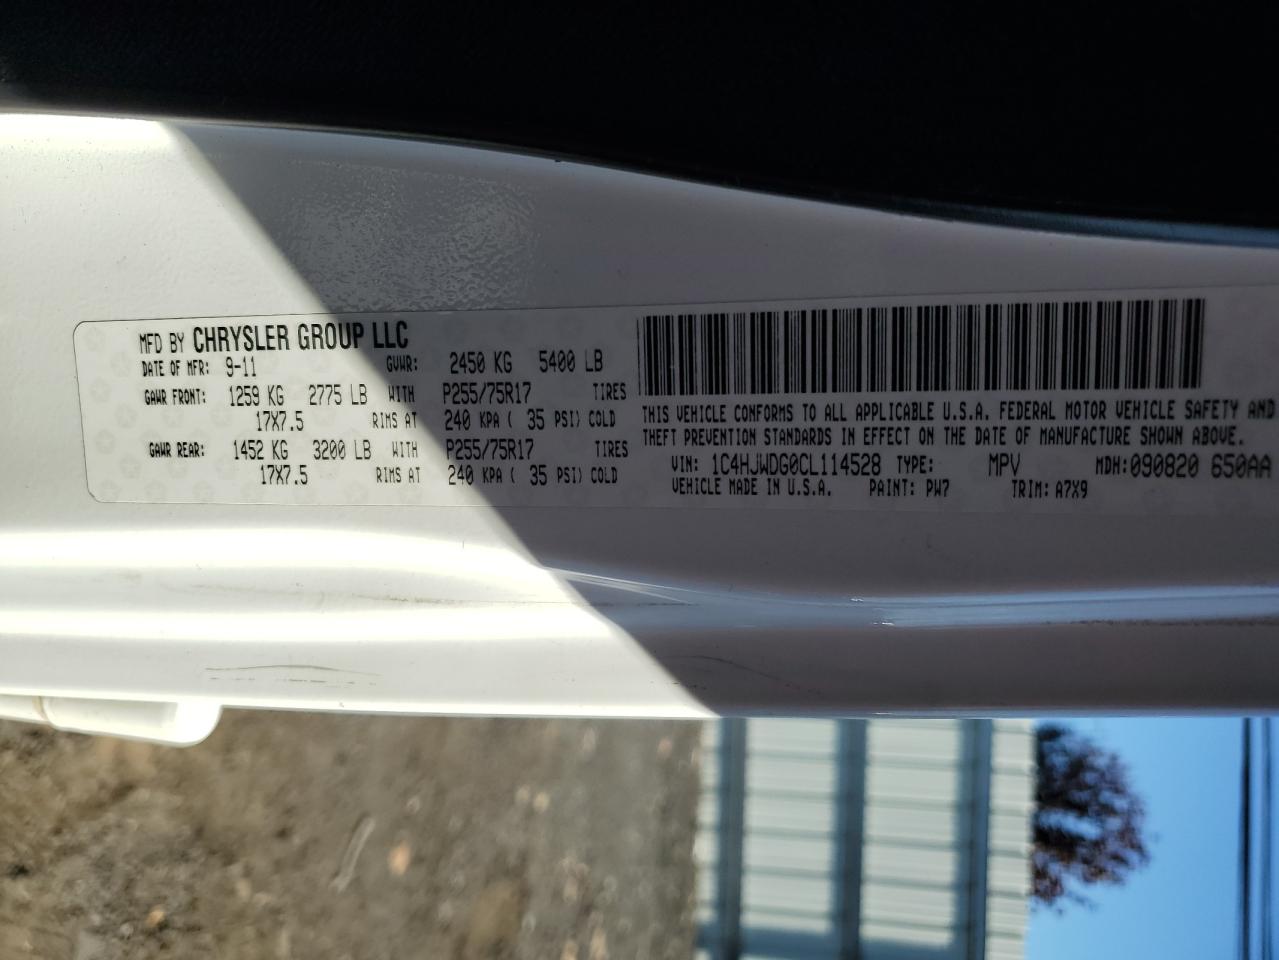 MFD BY CHRYSLER GROUP LLC
DATE OF MFR: 9-11 GVWR: 2450 KG 5400 LB
GAWR FRONT: 1259 KG 2775 LB WITH P255/75R17 TIRES
17X7.5 RIMS AT 240 KPA ( 35 PSI) COLD
GAWR REAR: 1452 KG 3200 LB WITH P255/75R17 TIRES
17X7.5 RIMS AT 240 KPA ( 35 PSI) COLD
THIS VEHICLE CONFORMS TO ALL APPLICABLE U.S.A. FEDERAL MOTOR VEHICLE SAFETY AND
THEFT PREVENTION STANDARDS IN EFFECT ON THE DATE OF MANUFACTURE SHOWN ABOVE.
VIN: 1C4HJWDG0CL114528 TYPE: MPV MDH:090820 650AA
VEHICLE MADE IN U.S.A. PAINT: PW7 TRIM: A7X9